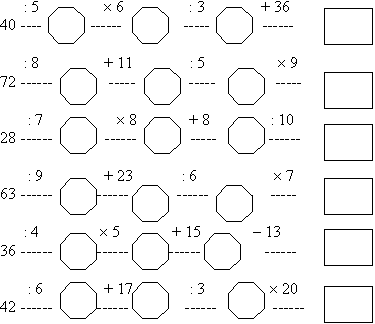 : 5 × 6 : 3 + 36
40 ----- ----- ----- -----
: 8 + 11 : 5 × 9
72 ----- ----- ----- -----
: 7 × 8 + 8 : 10
28 ----- ----- ----- -----
: 9 + 23 : 6 × 7
63 ----- ----- ----- -----
: 4 × 5 + 15 – 13
36 ----- ----- ----- -----
: 6 + 17 : 3 × 20
42 ----- ----- ----- -----